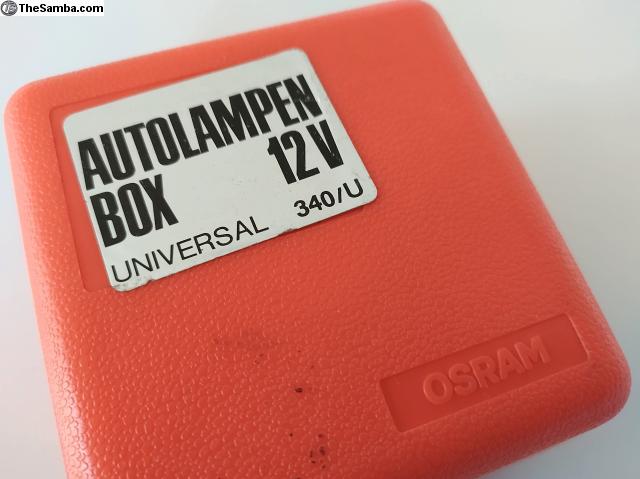 TheSamba.com
AUTOLAMPEN
BOX 12V
UNIVERSAL 340/U
OSRAM